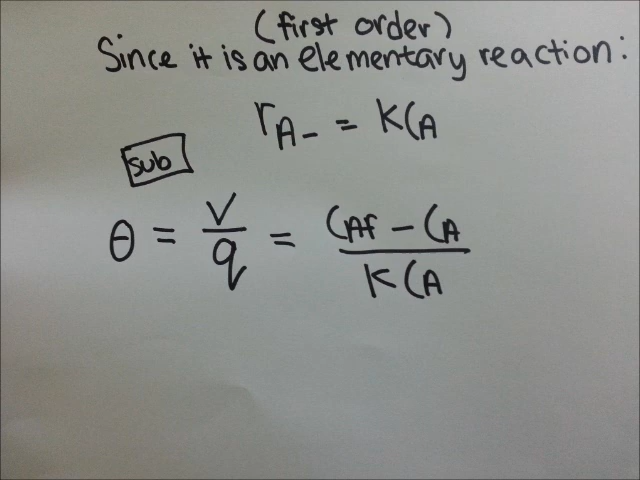 (first order)
Since it is an elementary reaction:
rA- = KCA
sub
θ = V/q = (CAf - CA)/(KCA)